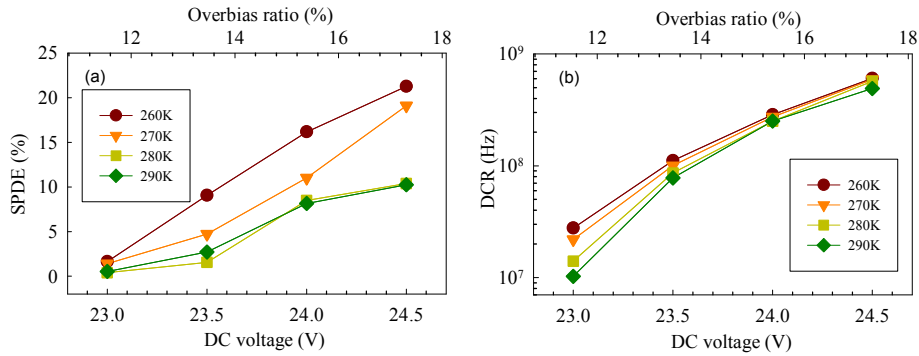 Overbias ratio (%)
12 14 16 18
25
20
15
10
5
0
SPDE (%)
(a)
260K
270K
280K
290K
23.0 23.5 24.0 24.5
DC voltage (V)
Overbias ratio (%)
12 14 16 18
10⁹
10⁸
10⁷
DCR (Hz)
(b)
260K
270K
280K
290K
23.0 23.5 24.0 24.5
DC voltage (V)